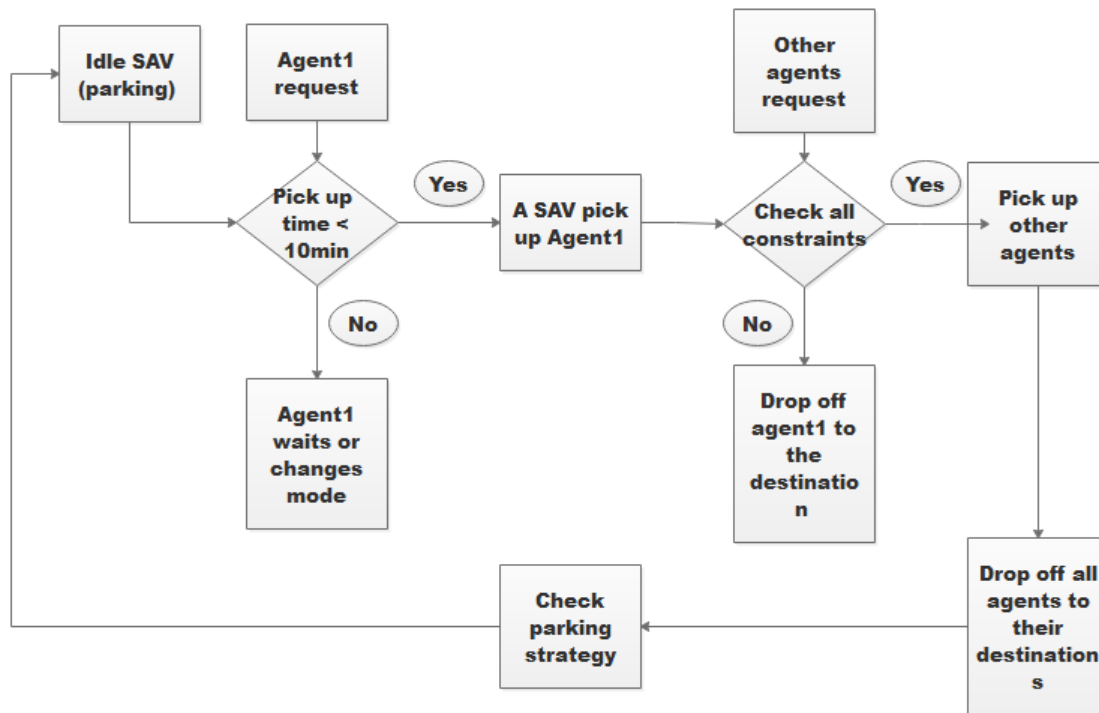 Idle SAV
(parking)
Agent1
request
Other
agents
request
Pick up
time <
10min
Yes
A SAV pick
up Agent1
Check all
constraints
Yes
Pick up
other
agents
No
Agent1
waits or
changes
mode
No
Drop off
agent1 to
the
destinatio
n
Drop off all
agents to
their
destination
s
Check
parking
strategy